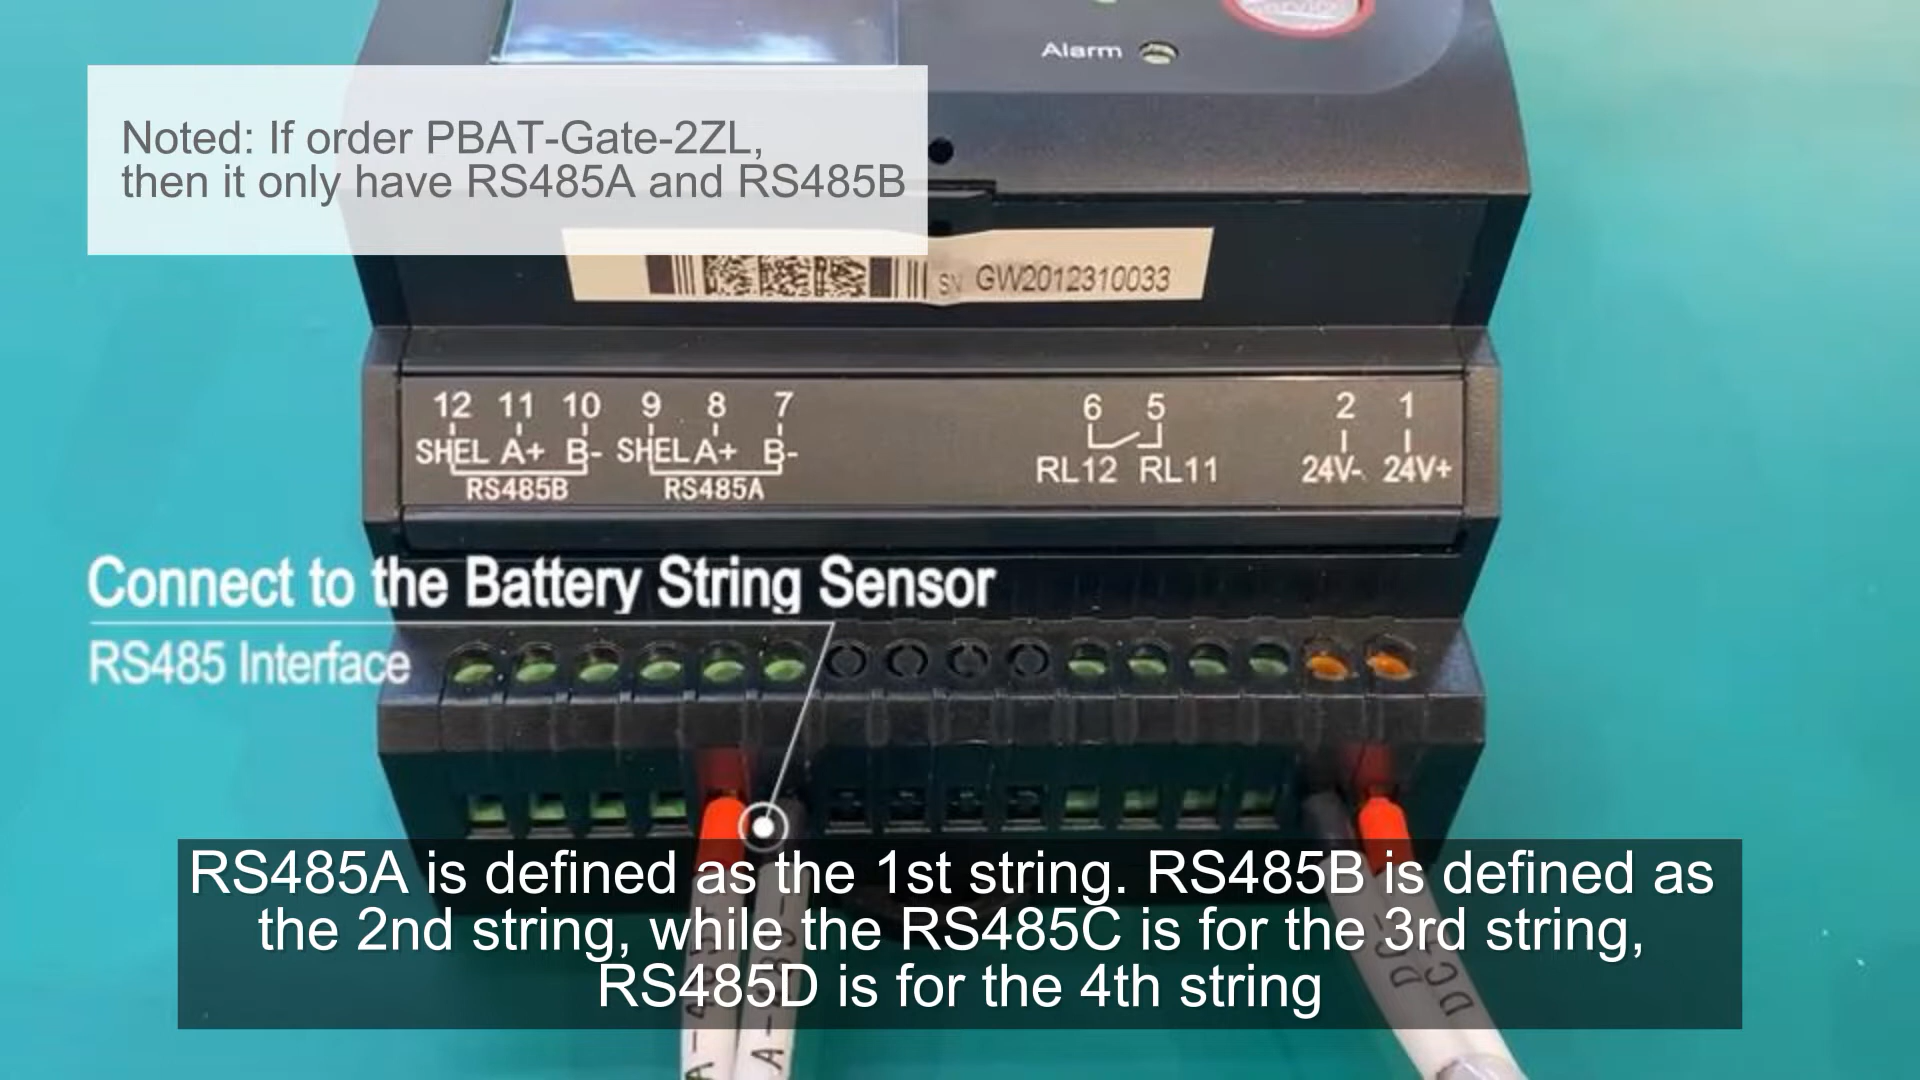 Alarm
Noted: If order PBAT-Gate-2ZL,
then it only have RS485A and RS485B
SN GW2012310033
12 11 10 9 8 7 6 5 2 1
SHEL A+ B- SHEL A+ B- RL12 RL11 24V- 24V+
RS485B RS485A
Connect to the Battery String Sensor
RS485 Interface
RS485A is defined as the 1st string. RS485B is defined as
the 2nd string, while the RS485C is for the 3rd string,
RS485D is for the 4th string